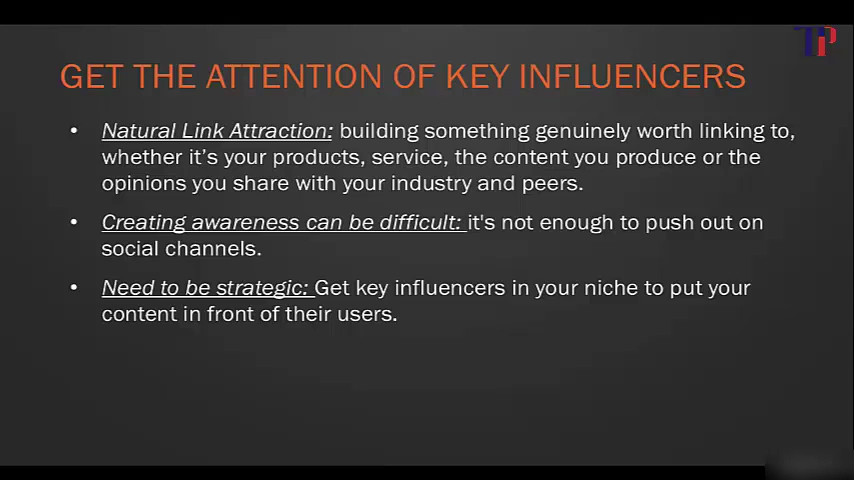 TIP
GET THE ATTENTION OF KEY INFLUENCERS
• Natural Link Attraction: building something genuinely worth linking to,
whether it’s your products, service, the content you produce or the
opinions you share with your industry and peers.
• Creating awareness can be difficult: it's not enough to push out on
social channels.
• Need to be strategic: Get key influencers in your niche to put your
content in front of their users.